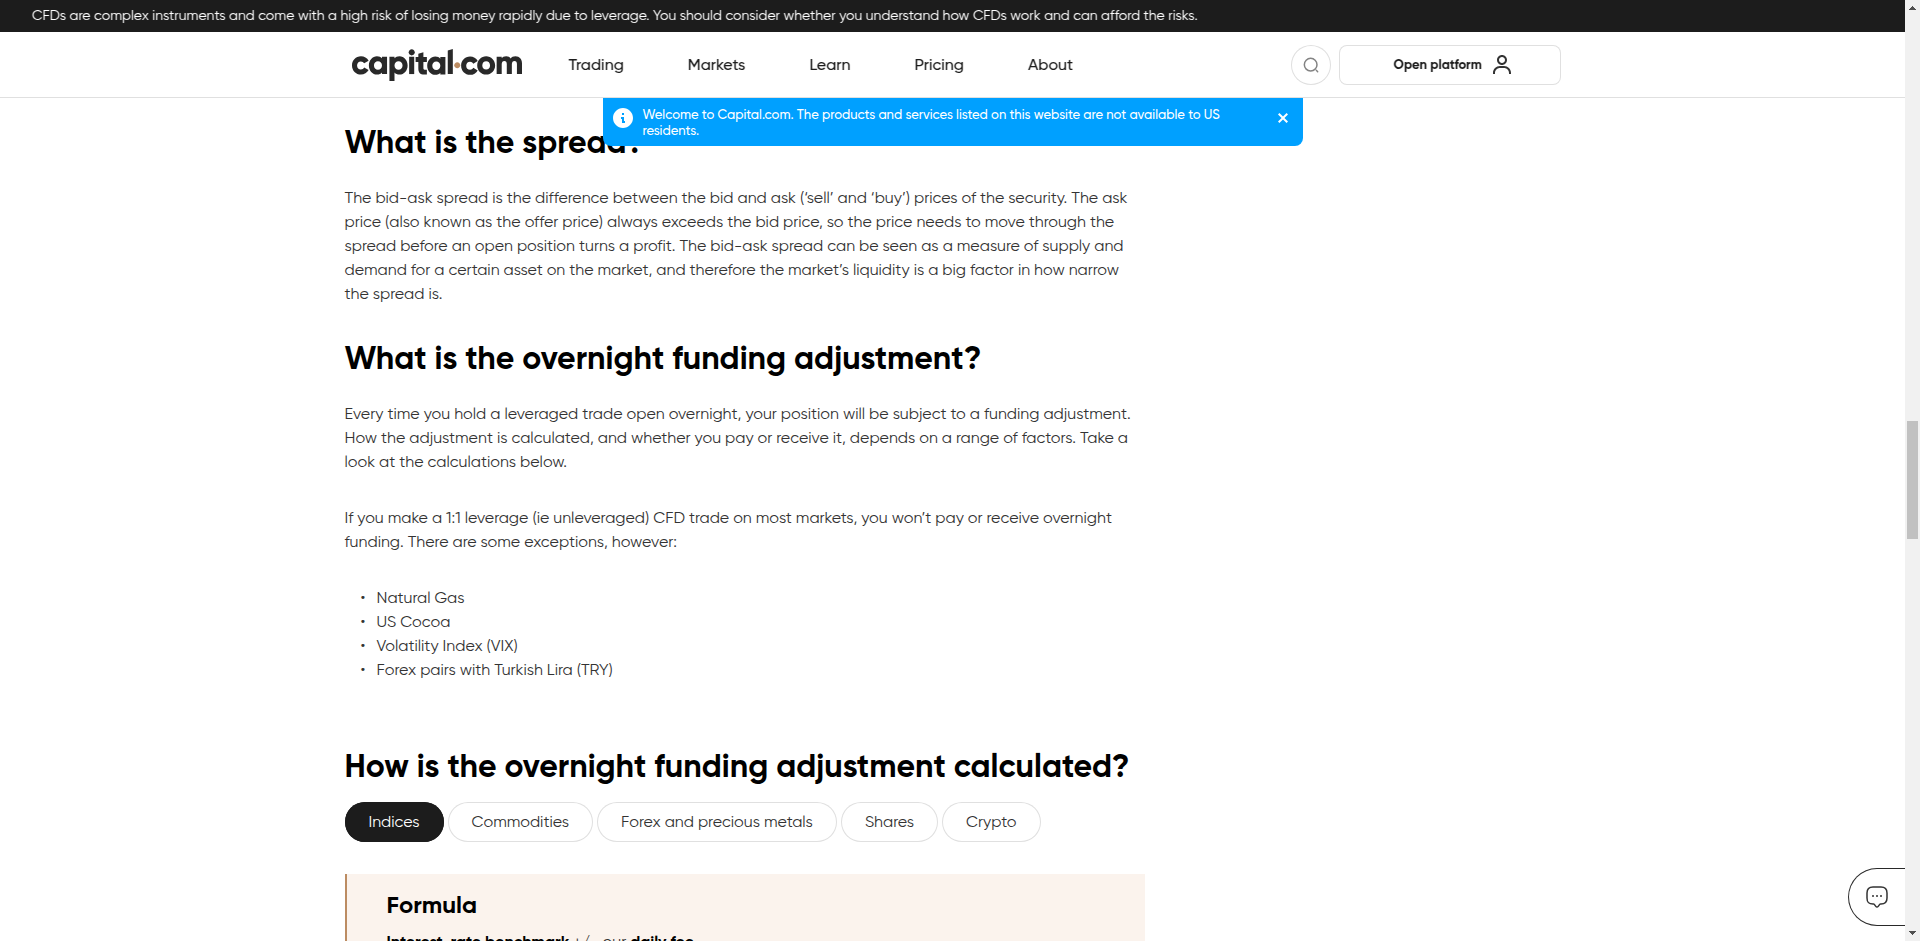 CFDs are complex instruments and come with a high risk of losing money rapidly due to leverage. You should consider whether you understand how CFDs work and can afford the risks.
capital.com
Trading
Markets
Learn
Pricing
About
Open platform
Welcome to Capital.com. The products and services listed on this website are not available to US
residents.
What is the spread?
The bid-ask spread is the difference between the bid and ask (‘sell’ and ‘buy’) prices of the security. The ask
price (also known as the offer price) always exceeds the bid price, so the price needs to move through the
spread before an open position turns a profit. The bid-ask spread can be seen as a measure of supply and
demand for a certain asset on the market, and therefore the market’s liquidity is a big factor in how narrow
the spread is.
What is the overnight funding adjustment?
Every time you hold a leveraged trade open overnight, your position will be subject to a funding adjustment.
How the adjustment is calculated, and whether you pay or receive it, depends on a range of factors. Take a
look at the calculations below.
If you make a 1:1 leverage (ie unleveraged) CFD trade on most markets, you won’t pay or receive overnight
funding. There are some exceptions, however:
• Natural Gas
• US Cocoa
• Volatility Index (VIX)
• Forex pairs with Turkish Lira (TRY)
How is the overnight funding adjustment calculated?
Indices
Commodities
Forex and precious metals
Shares
Crypto
Formula
Interest-rate benchmark +/- our daily fee